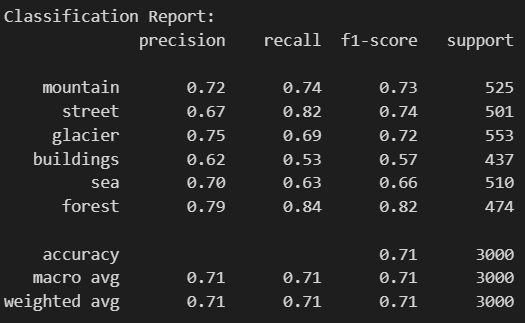 Classification Report:
precision recall f1-score support
mountain 0.72 0.74 0.73 525
street 0.67 0.82 0.74 501
glacier 0.75 0.69 0.72 553
buildings 0.62 0.53 0.57 437
sea 0.70 0.63 0.66 510
forest 0.79 0.84 0.82 474
accuracy 0.71 3000
macro avg 0.71 0.71 0.71 3000
weighted avg 0.71 0.71 0.71 3000